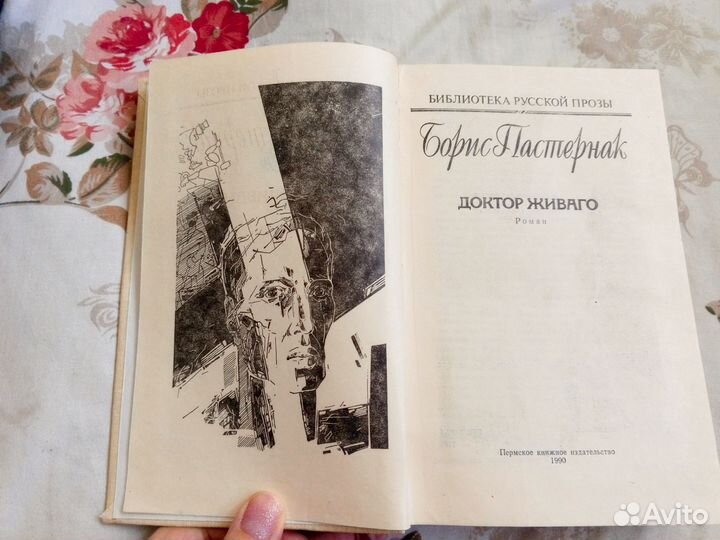 БИБЛИОТЕКА РУССКОЙ ПРОЗЫ
Борис Пастернак
ДОКТОР ЖИВАГО
Роман
Пермское книжное издательство
1990
Avito